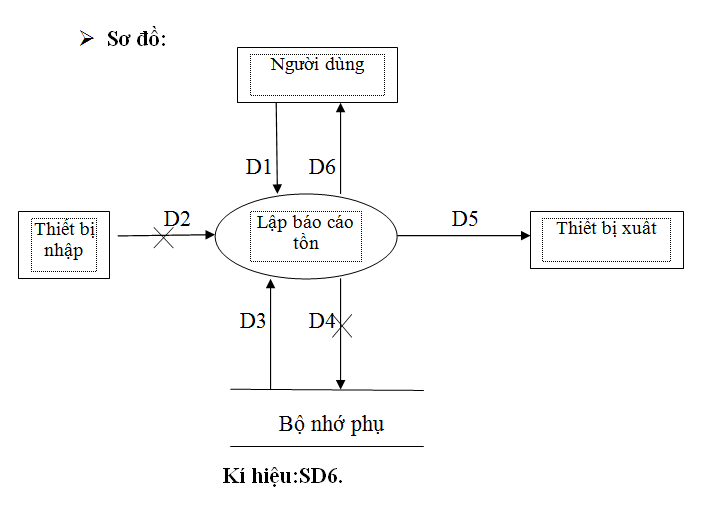 ➢ Sơ đồ:
Người dùng
D1
D6
Thiết bị
nhập
D2
Lập báo cáo
tồn
D5
Thiết bị xuất
D3
D4
Bộ nhớ phụ
Kí hiệu:SD6.